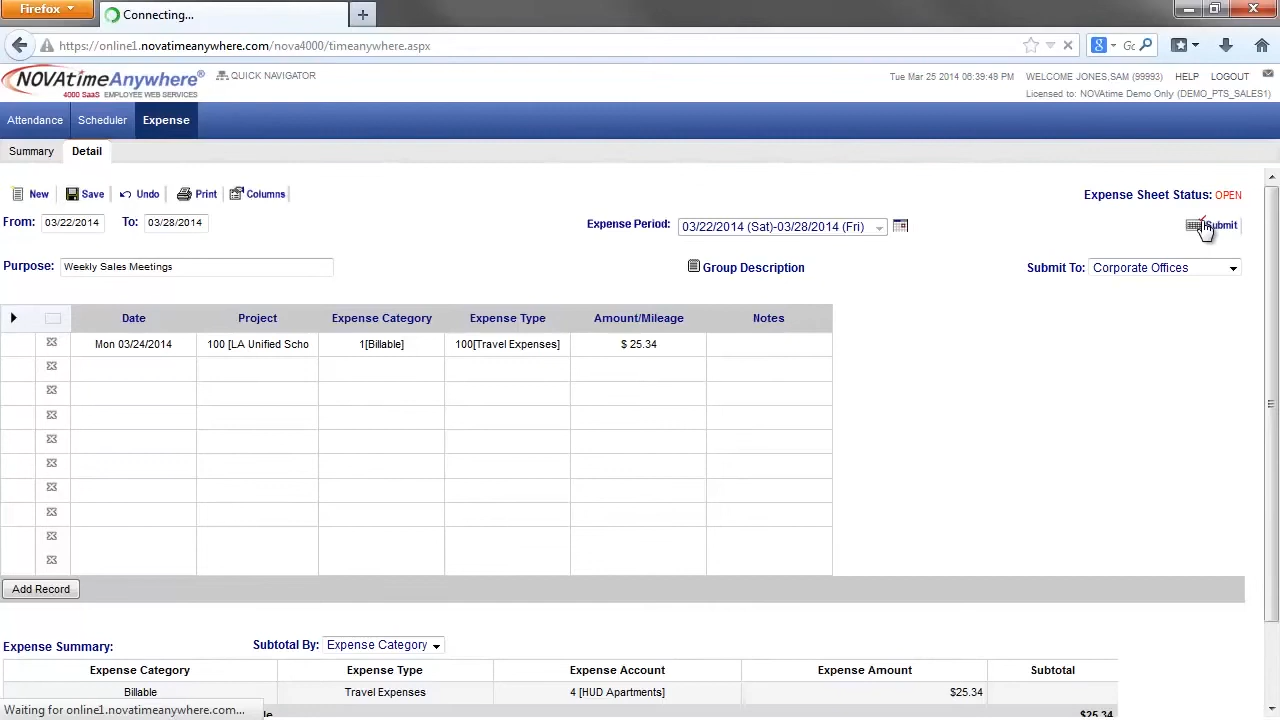 Firefox
Connecting...
https://online1.novatimeanywhere.com/nova4000/timeanywhere.aspx
NOVAtimeAnywhere®
4000 SaaS EMPLOYEE WEB SERVICES
QUICK NAVIGATOR
Tue Mar 25 2014 06:39:49 PM WELCOME JONES,SAM (99993) HELP LOGOUT
Licensed to: NOVAtime Demo Only (DEMO_PTS_SALES1)
Attendance Scheduler Expense
Summary Detail
New Save Undo Print Columns Expense Sheet Status: OPEN
From: 03/22/2014 To: 03/28/2014 Expense Period: 03/22/2014 (Sat)-03/28/2014 (Fri) Submit
Purpose: Weekly Sales Meetings Group Description Submit To: Corporate Offices
Date Project Expense Category Expense Type Amount/Mileage Notes
Mon 03/24/2014 100 [LA Unified Scho 1[Billable] 100[Travel Expenses] $ 25.34
Add Record
Expense Summary: Subtotal By: Expense Category
Expense Category Expense Type Expense Account Expense Amount Subtotal
Billable Travel Expenses 4 [HUD Apartments] $25.34
Waiting for online1.novatimeanywhere.com...
$25.34